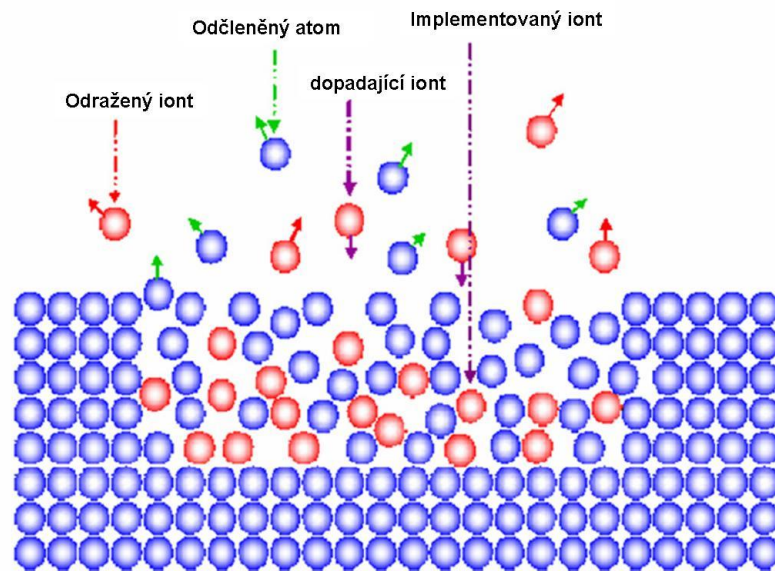 Implementovaný iont
Odčleněný atom
dopadající iont
Odražený iont